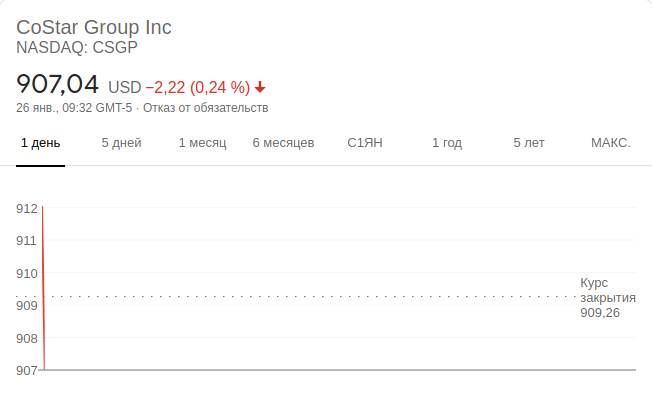 CoStar Group Inc
NASDAQ: CSGP
907,04 USD −2,22 (0,24 %)
26 янв., 09:32 GMT-5 · Отказ от обязательств
1 день 5 дней 1 месяц 6 месяцев С1ЯН 1 год 5 лет МАКС.
912
911
910
909
908
907
Курс
закрытия
909,26